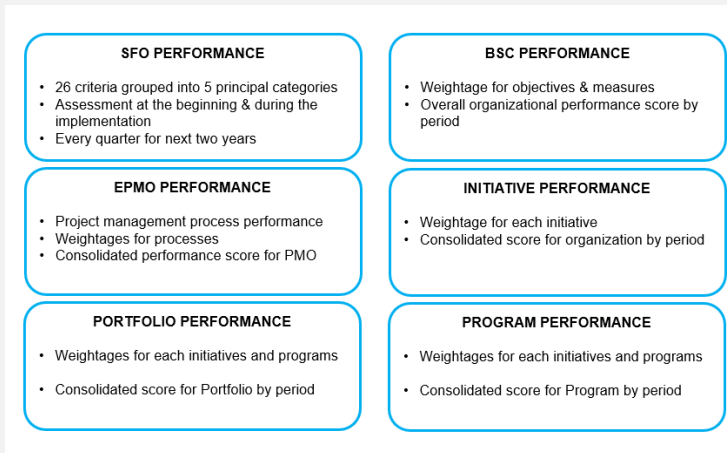 SFO PERFORMANCE
• 26 criteria grouped into 5 principal categories
• Assessment at the beginning & during the
implementation
• Every quarter for next two years
BSC PERFORMANCE
• Weightage for objectives & measures
• Overall organizational performance score by
period
EPMO PERFORMANCE
• Project management process performance
• Weightages for processes
• Consolidated performance score for PMO
INITIATIVE PERFORMANCE
• Weightage for each initiative
• Consolidated score for organization by period
PORTFOLIO PERFORMANCE
• Weightages for each initiatives and programs
• Consolidated score for Portfolio by period
PROGRAM PERFORMANCE
• Weightages for each initiatives and programs
• Consolidated score for Program by period